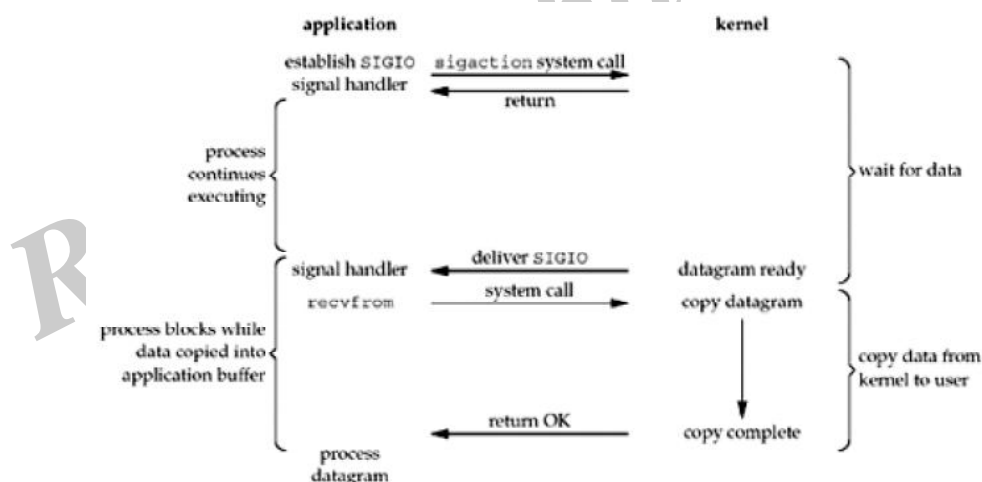 application
kernel
establish SIGIO
signal handler
sigaction system call
return
process
continues
executing
wait for data
signal handler
deliver SIGIO
datagram ready
recvfrom
system call
copy datagram
process blocks while
data copied into
application buffer
copy data from
kernel to user
return OK
copy complete
process
datagram
R